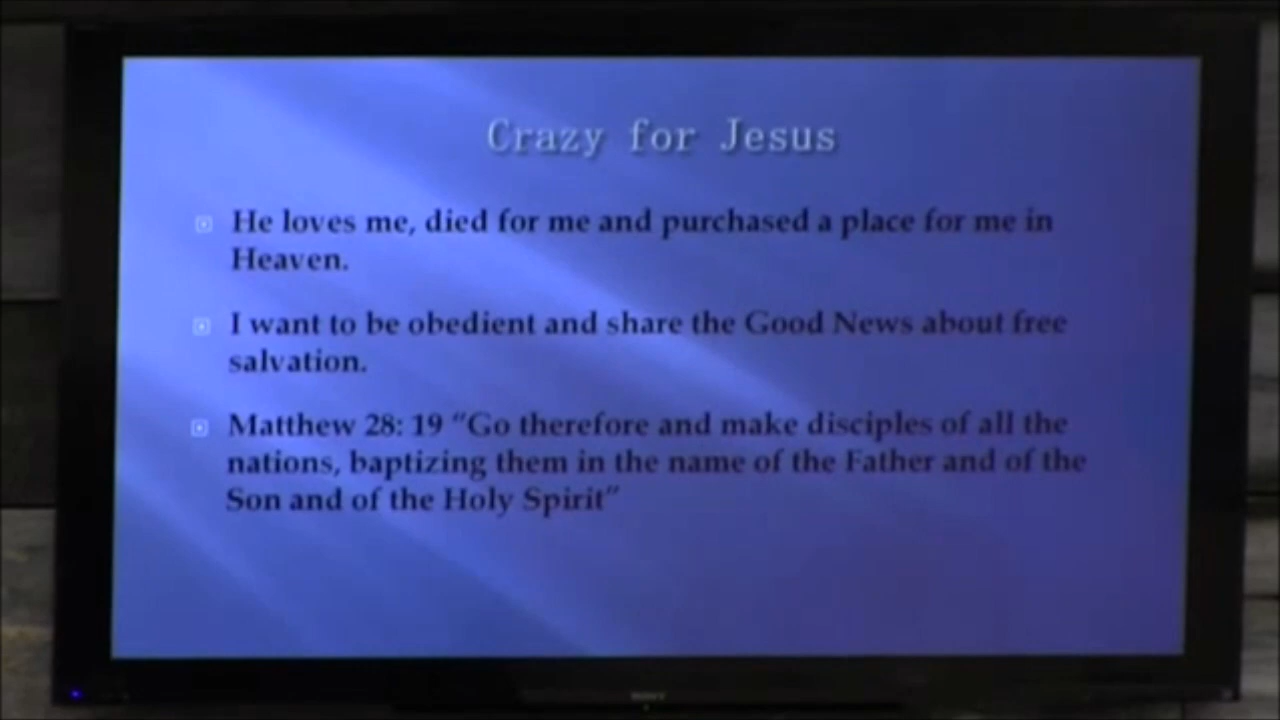 Crazy for Jesus
He loves me, died for me and purchased a place for me in
Heaven.
I want to be obedient and share the Good News about free
salvation.
Matthew 28: 19 “Go therefore and make disciples of all the
nations, baptizing them in the name of the Father and of the
Son and of the Holy Spirit”
SONY